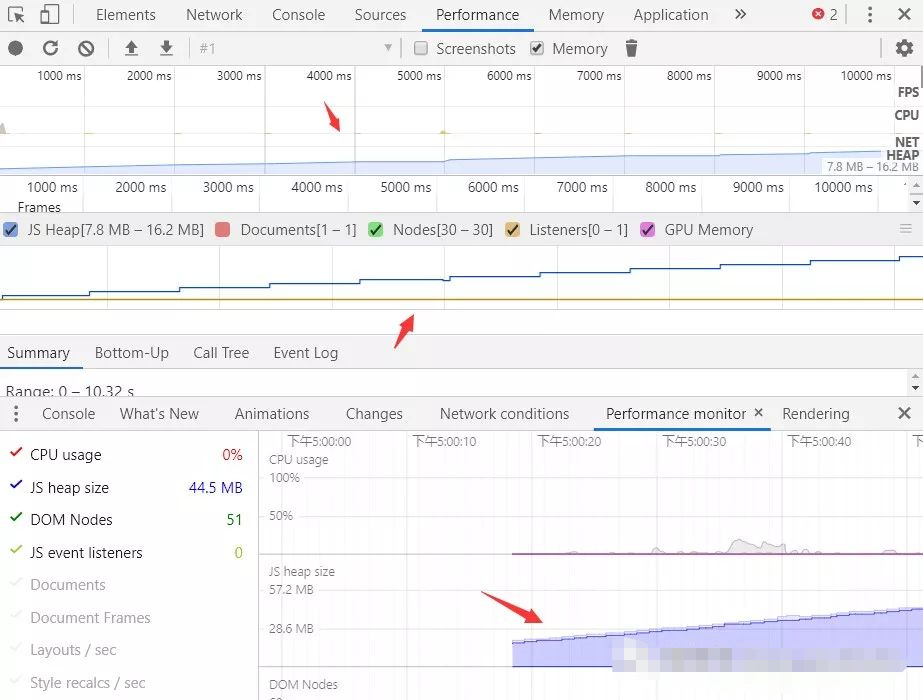 Elements Network Console Sources Performance Memory Application » 2
#1 Screenshots Memory
1000 ms 2000 ms 3000 ms 4000 ms 5000 ms 6000 ms 7000 ms 8000 ms 9000 ms 10000 ms
FPS
CPU
NET
HEAP
7.8 MB – 16.2 MB
1000 ms 2000 ms 3000 ms 4000 ms 5000 ms 6000 ms 7000 ms 8000 ms 9000 ms 10000 ms
Frames
JS Heap[7.8 MB – 16.2 MB] Documents[1 – 1] Nodes[30 – 30] Listeners[0 – 1] GPU Memory
Summary Bottom-Up Call Tree Event Log
Range: 0 – 10.32 s
Console What's New Animations Changes Network conditions Performance monitor × Rendering
下午5:00:00 下午5:00:10 下午5:00:20 下午5:00:30 下午5:00:40 下
CPU usage 0%
JS heap size 44.5 MB
DOM Nodes 51
JS event listeners 0
Documents
Document Frames
Layouts / sec
Style recalcs / sec
CPU usage
100%
50%
JS heap size
57.2 MB
28.6 MB
DOM Nodes